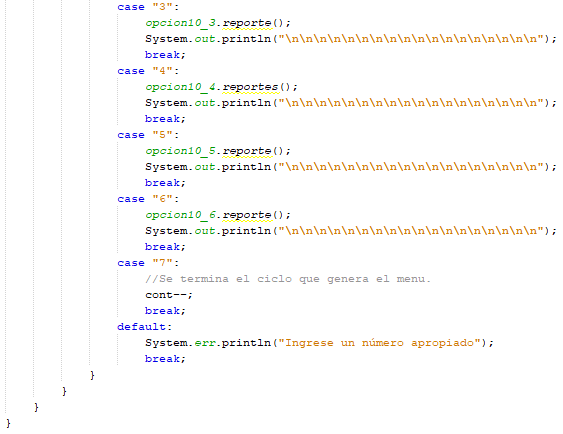 case "3":
opcion10_3.reporte();
System.out.println("\n\n\n\n\n\n\n\n\n\n\n\n\n\n\n\n\n\n");
break;
case "4":
opcion10_4.reportes();
System.out.println("\n\n\n\n\n\n\n\n\n\n\n\n\n\n\n\n\n\n");
break;
case "5":
opcion10_5.reporte();
System.out.println("\n\n\n\n\n\n\n\n\n\n\n\n\n\n\n\n\n\n");
break;
case "6":
opcion10_6.reporte();
System.out.println("\n\n\n\n\n\n\n\n\n\n\n\n\n\n\n\n\n\n");
break;
case "7":
//Se termina el ciclo que genera el menu.
cont--;
break;
default:
System.err.println("Ingrese un número apropiado");
break;
}
}
}
}